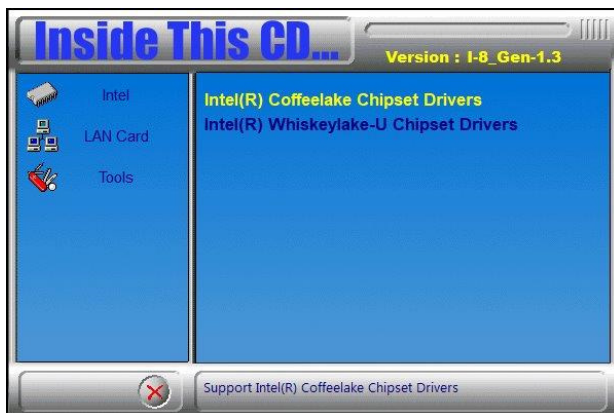 Inside This CD...
Version : I-8_Gen-1.3
Intel
LAN Card
Tools
Intel(R) Coffeelake Chipset Drivers
Intel(R) Whiskeylake-U Chipset Drivers
Support Intel(R) Coffeelake Chipset Drivers